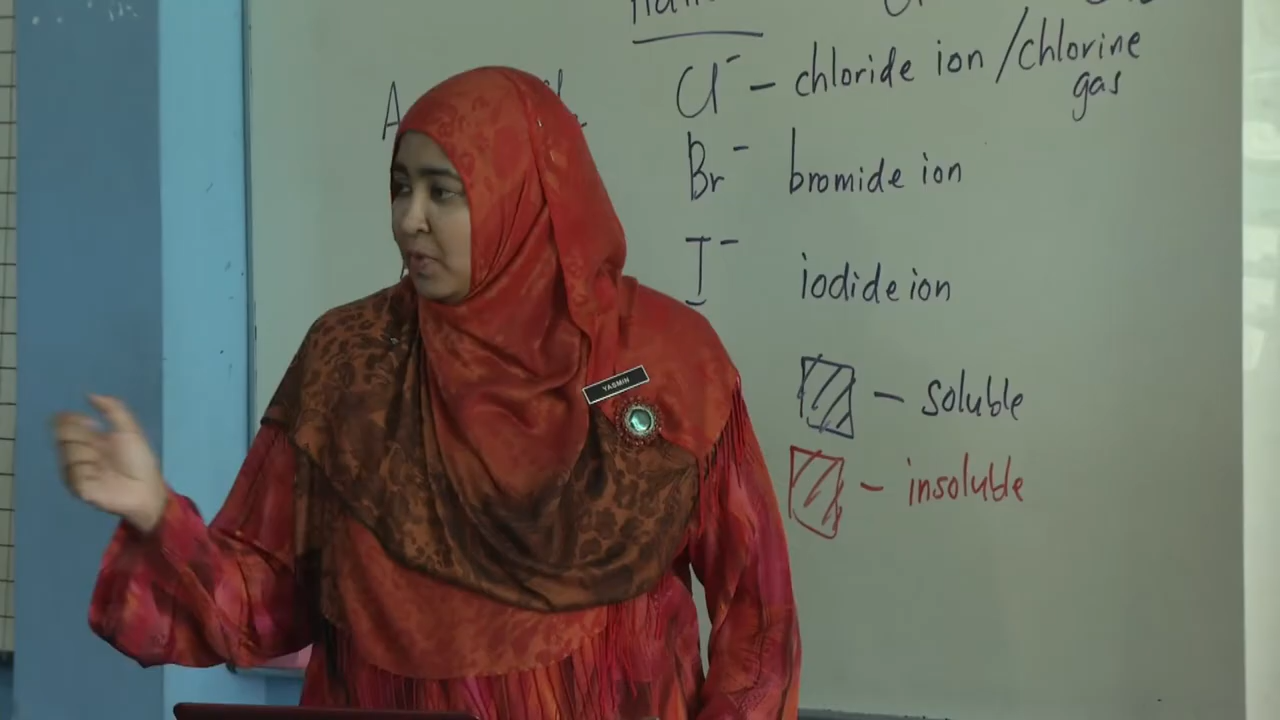 Cl⁻ – chloride ion / chlorine
gas
Br⁻ bromide ion
I⁻ iodide ion
– soluble
– insoluble
YASMIN